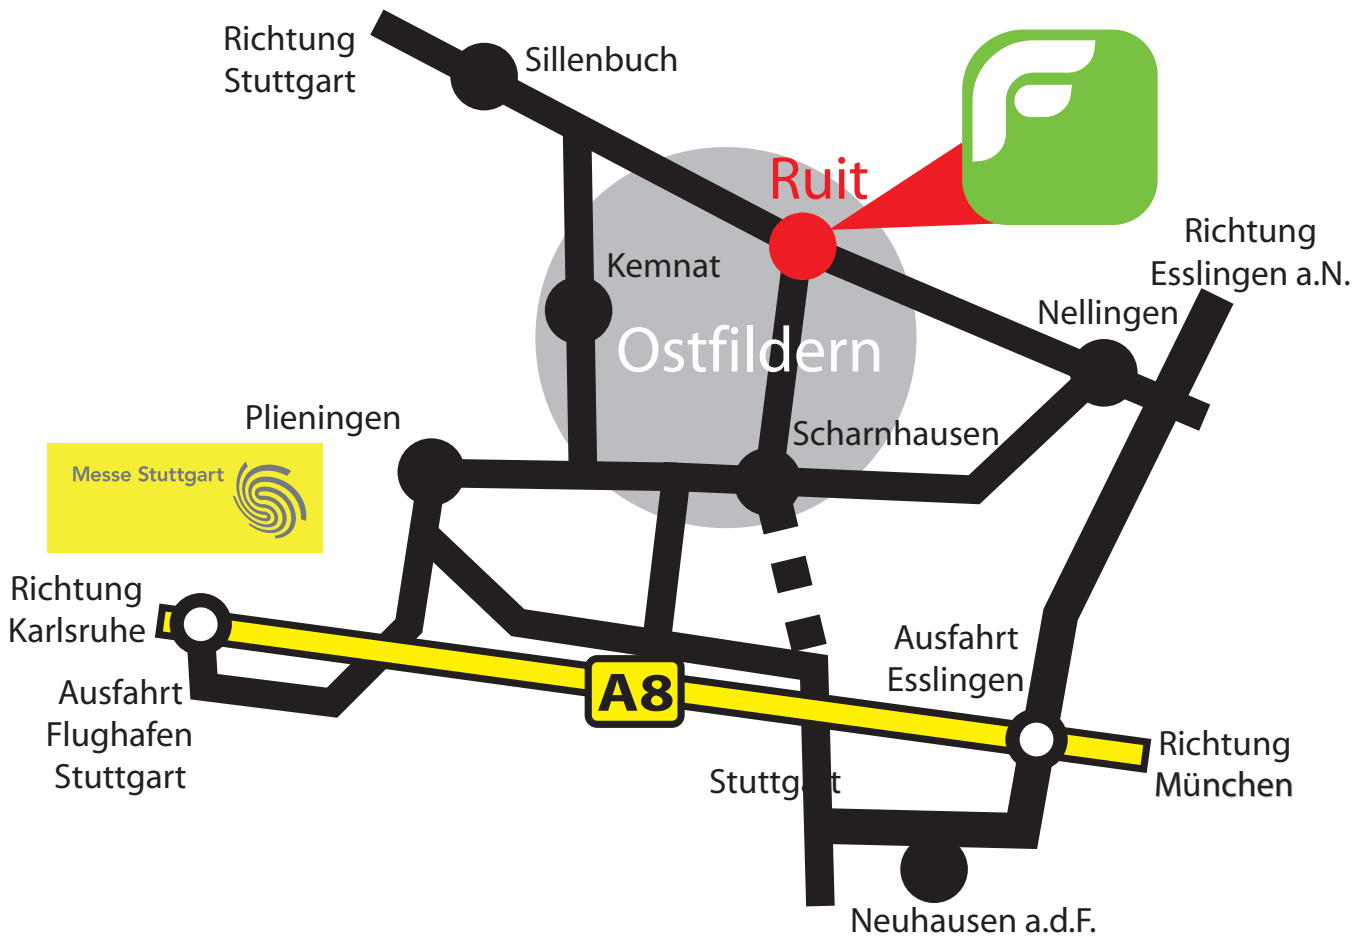 Richtung
Stuttgart
Sillenbuch
Ruit
Richtung
Esslingen a.N.
Kemnat
Nellingen
Ostfildern
Plieningen
Scharnhausen
Messe Stuttgart
Richtung
Karlsruhe
Ausfahrt
Esslingen
Ausfahrt
Flughafen
Stuttgart
A8
Richtung
München
Stuttgart
Neuhausen a.d.F.